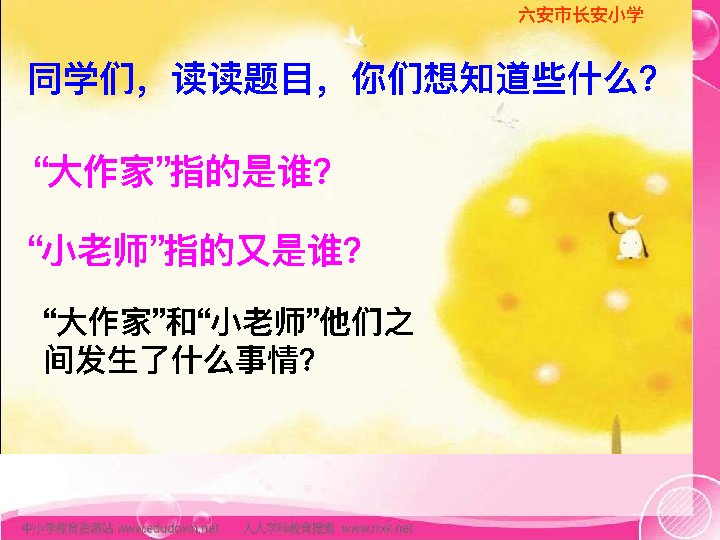 六安市长安小学
同学们，读读题目，你们想知道些什么？
“大作家”指的是谁？
“小老师”指的又是谁？
“大作家”和“小老师”他们之
间发生了什么事情？
中小学教育资源站 www.edudown.net 人人学科教育搜索 www.rrxk.net